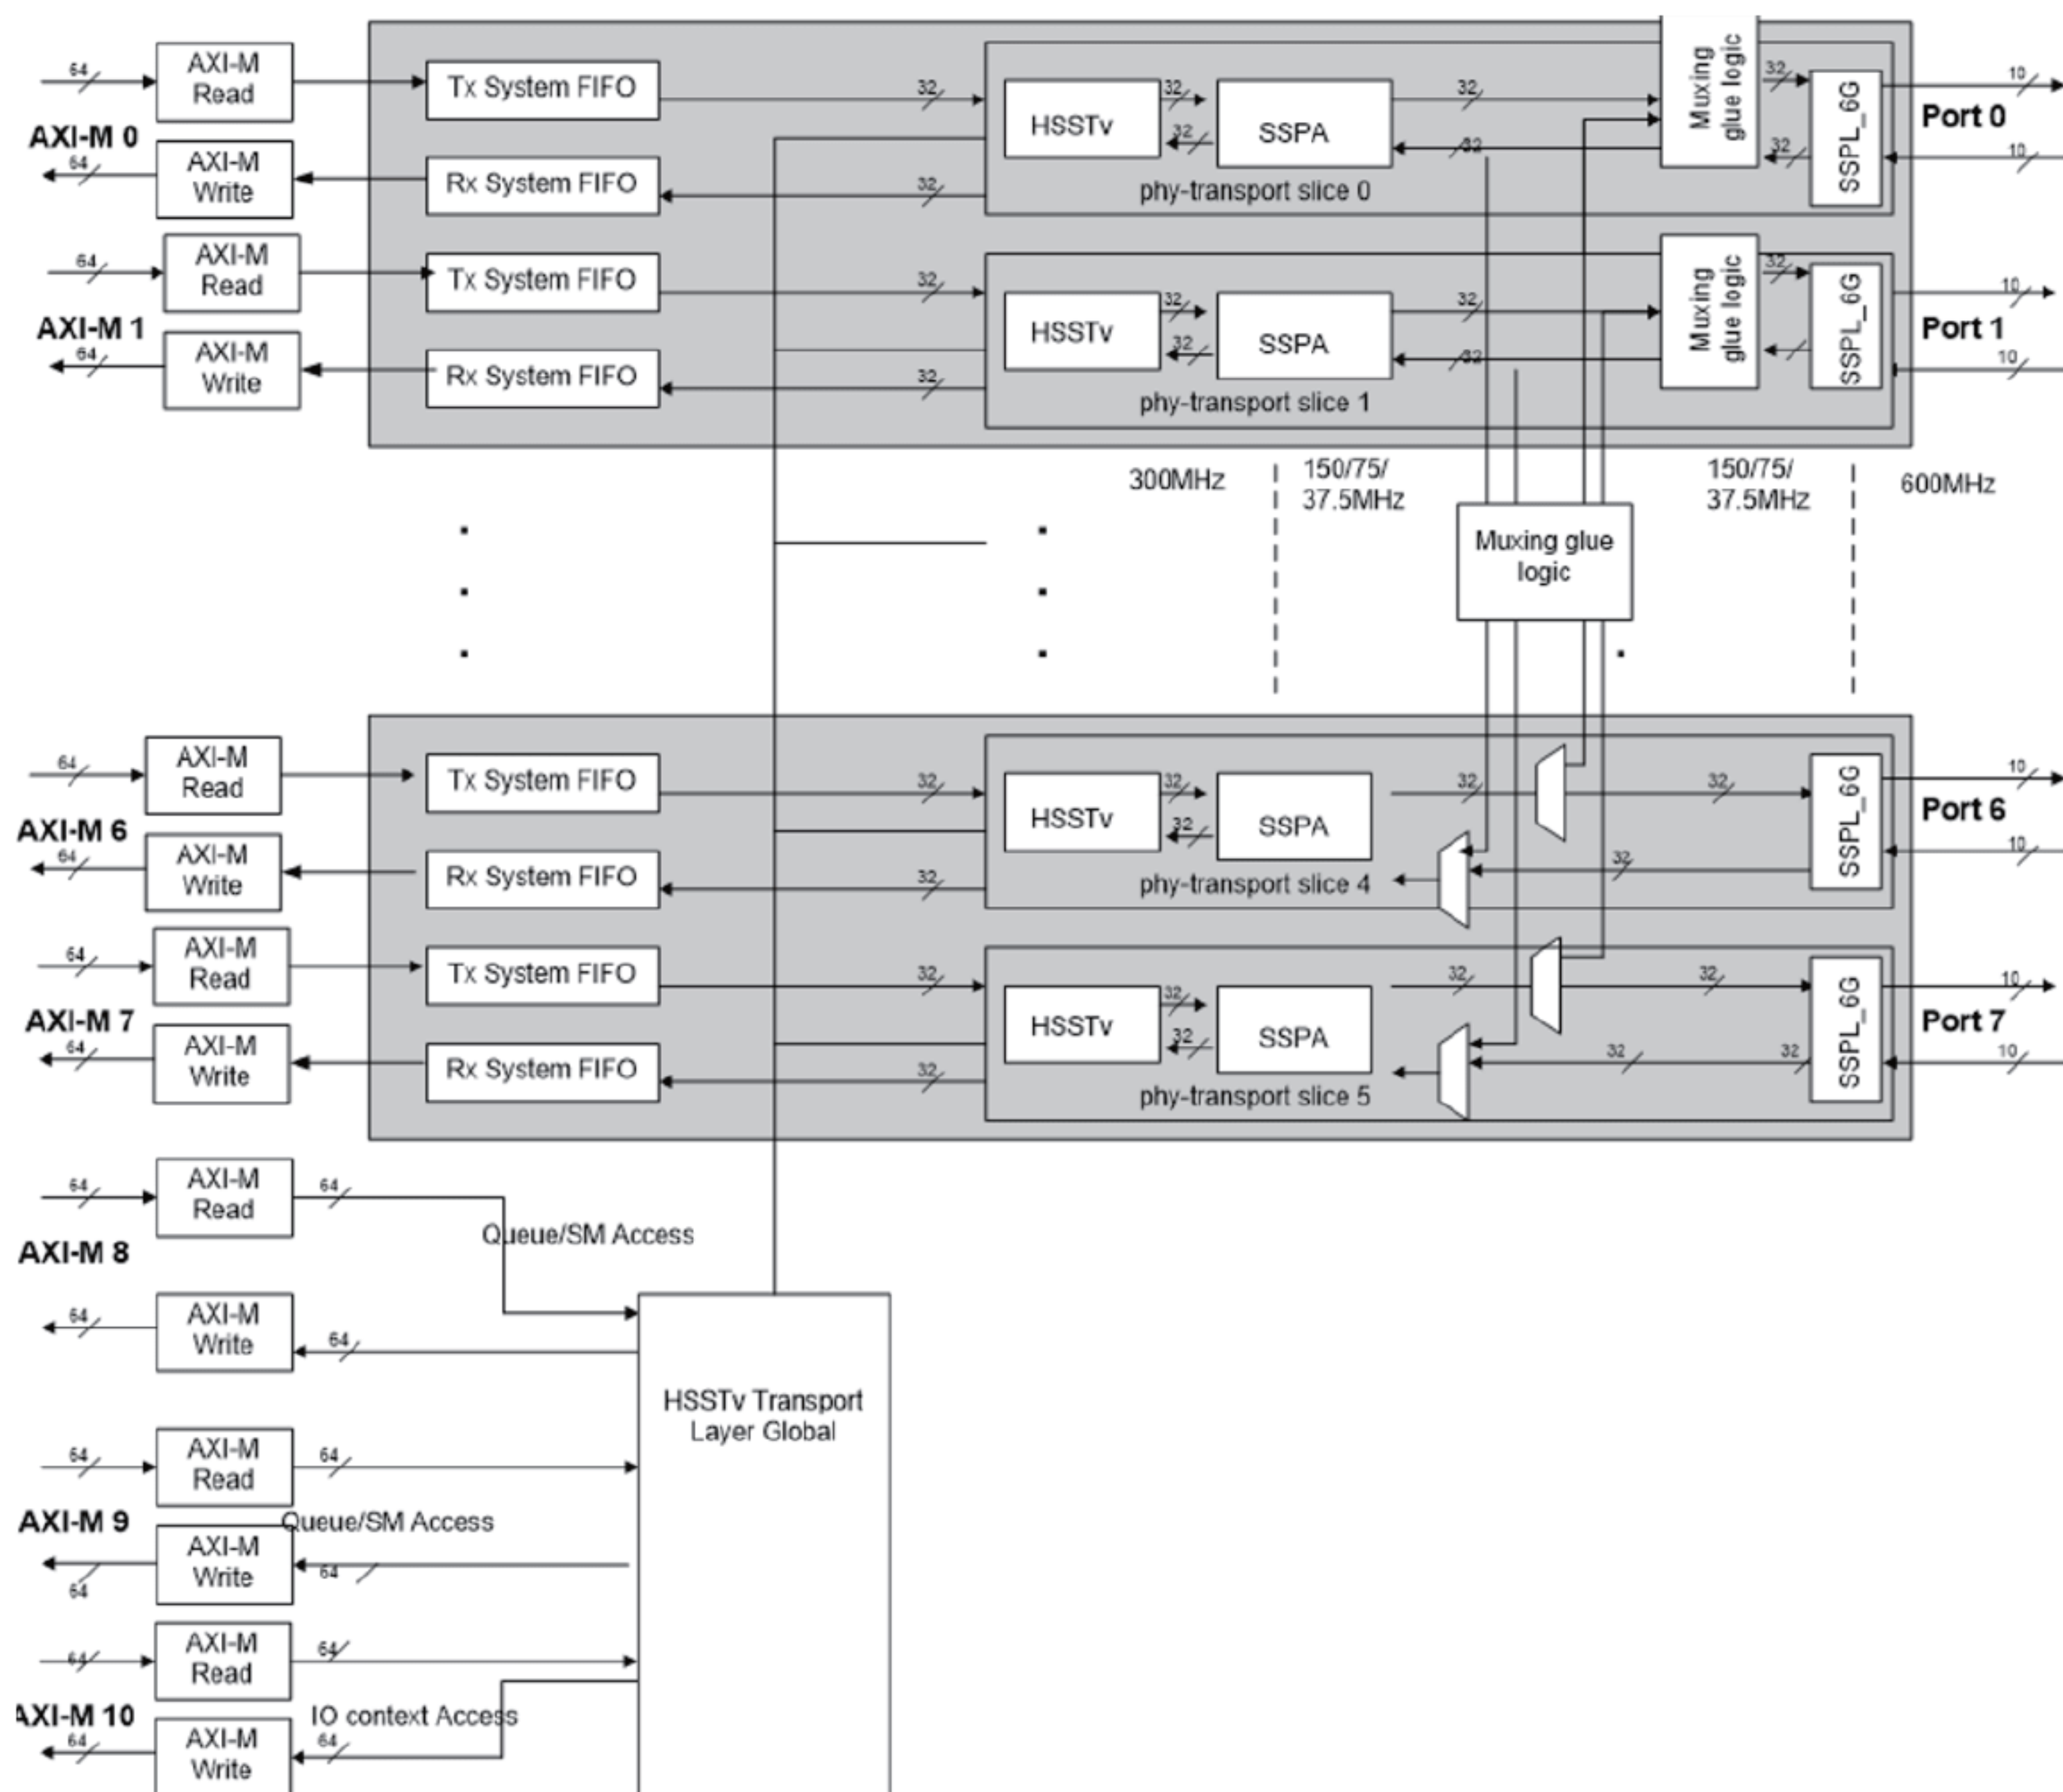 64
AXI-M
Read
Tx System FIFO
32
HSSTv
32
32
SSPA
32
32
Muxing
glue logic
32
32
SSPL_6G
10
Port 0
10
AXI-M 0
64
AXI-M
Write
Rx System FIFO
32
phy-transport slice 0
64
AXI-M
Read
Tx System FIFO
32
HSSTv
32
32
SSPA
32
32
Muxing
glue logic
32
SSPL_6G
10
Port 1
10
AXI-M 1
64
AXI-M
Write
Rx System FIFO
32
phy-transport slice 1
300MHz
150/75/
37.5MHz
150/75/
37.5MHz
600MHz
Muxing glue
logic
64
AXI-M
Read
Tx System FIFO
32
HSSTv
32
32
SSPA
32
32
32
SSPL_6G
10
Port 6
10
AXI-M 6
64
AXI-M
Write
Rx System FIFO
32
phy-transport slice 4
64
AXI-M
Read
Tx System FIFO
32
HSSTv
32
32
SSPA
32
32
32
32
SSPL_6G
10
Port 7
10
AXI-M 7
64
AXI-M
Write
Rx System FIFO
32
phy-transport slice 5
64
AXI-M
Read
64
Queue/SM Access
AXI-M 8
64
AXI-M
Write
64
HSSTv Transport
Layer Global
64
AXI-M
Read
64
AXI-M 9
Queue/SM Access
64
AXI-M
Write
64
64
AXI-M
Read
64
AXI-M 10
IO context Access
64
AXI-M
Write
64